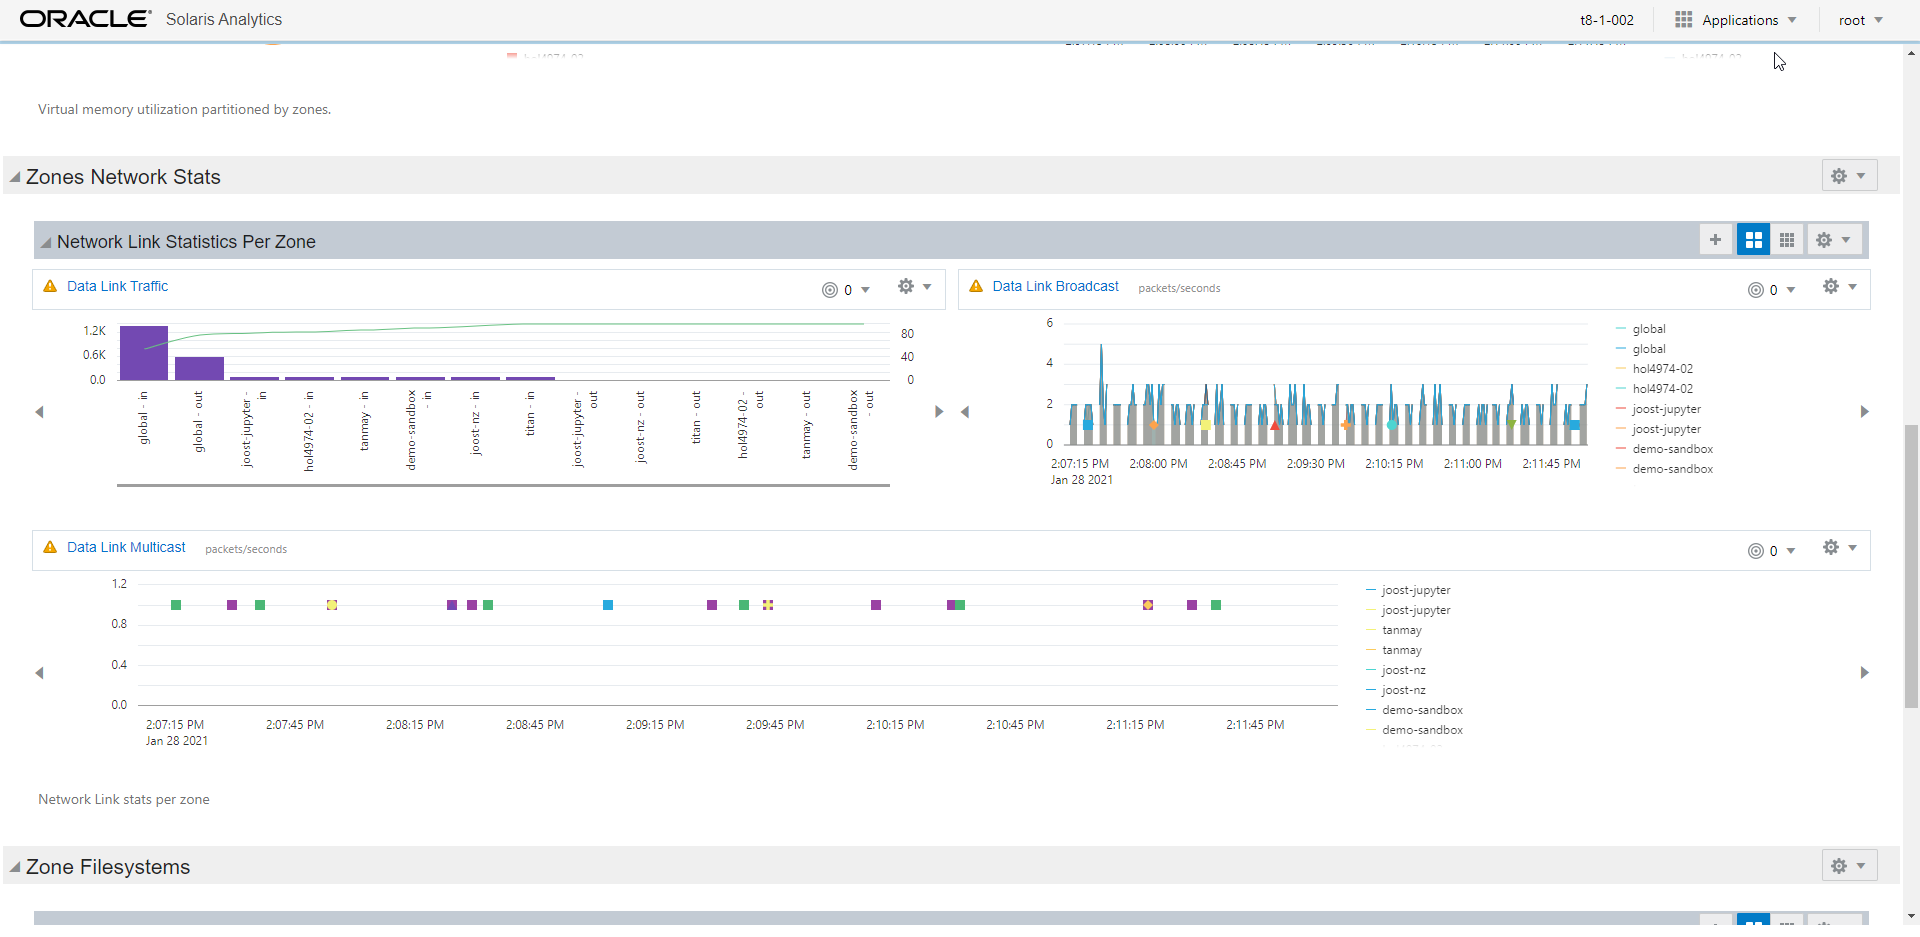 ORACLE Solaris Analytics
t8-1-002
Applications
root
Virtual memory utilization partitioned by zones.
Zones Network Stats
Network Link Statistics Per Zone
Data Link Traffic
0
1.2K
0.6K
0.0
80
40
0
global - in
global - out
joost-jupyter - in
hol4974-02 - in
tanmay - in
demo-sandbox - in
joost-nz - in
titan - in
joost-jupyter - out
joost-nz - out
titan - out
hol4974-02 - out
tanmay - out
demo-sandbox - out
Data Link Broadcast packets/seconds
0
6
4
2
0
2:07:15 PM 2:08:00 PM 2:08:45 PM 2:09:30 PM 2:10:15 PM 2:11:00 PM 2:11:45 PM
Jan 28 2021
global
global
hol4974-02
hol4974-02
joost-jupyter
joost-jupyter
demo-sandbox
demo-sandbox
Data Link Multicast packets/seconds
0
1.2
0.8
0.4
0.0
2:07:15 PM 2:07:45 PM 2:08:15 PM 2:08:45 PM 2:09:15 PM 2:09:45 PM 2:10:15 PM 2:10:45 PM 2:11:15 PM 2:11:45 PM
Jan 28 2021
joost-jupyter
joost-jupyter
tanmay
tanmay
joost-nz
joost-nz
demo-sandbox
demo-sandbox
Network Link stats per zone
Zone Filesystems